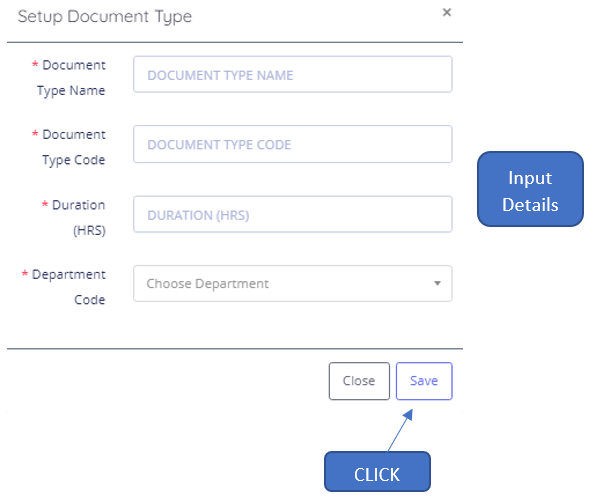 Setup Document Type ×
* Document
Type Name
DOCUMENT TYPE NAME
* Document
Type Code
DOCUMENT TYPE CODE
* Duration
(HRS)
DURATION (HRS)
* Department
Code
Choose Department
Input
Details
Close
Save
CLICK